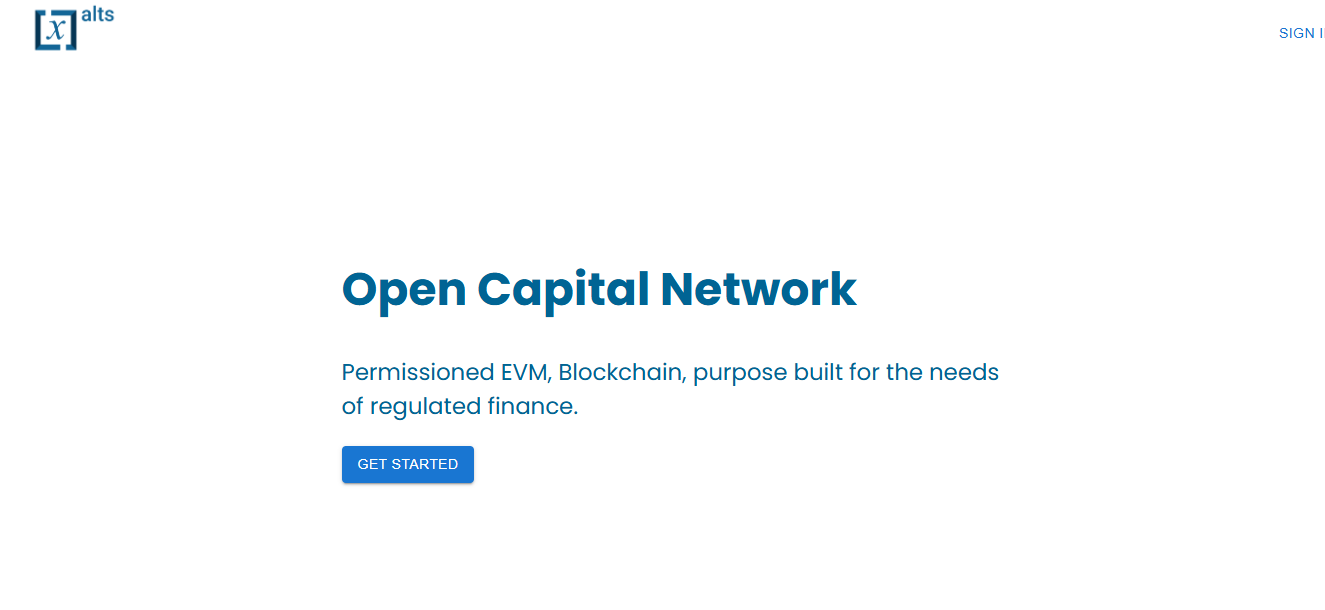 [x] alts
SIGN I
Open Capital Network
Permissioned EVM, Blockchain, purpose built for the needs
of regulated finance.
GET STARTED